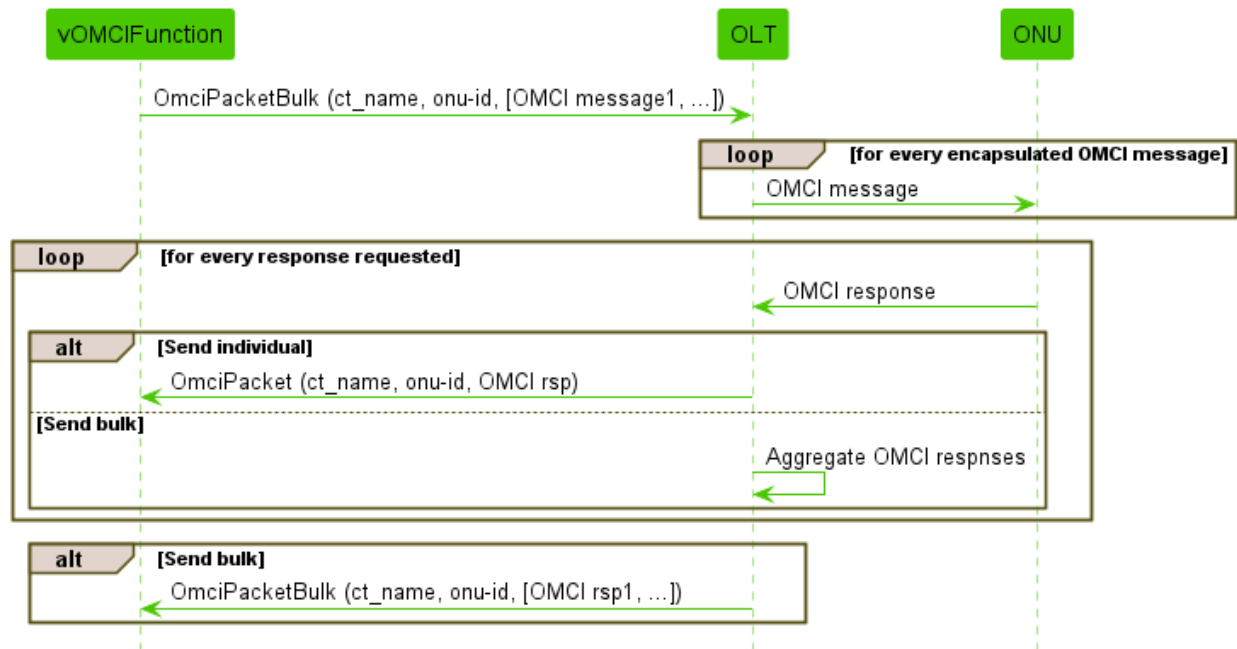 vOMCIFunction OLT ONU
OmciPacketBulk (ct_name, onu-id, [OMCI message1, ...])
loop [for every encapsulated OMCI message]
OMCI message
loop [for every response requested]
OMCI response
alt [Send individual]
OmciPacket (ct_name, onu-id, OMCI rsp)
[Send bulk]
Aggregate OMCI respnses
alt [Send bulk]
OmciPacketBulk (ct_name, onu-id, [OMCI rsp1, ...])